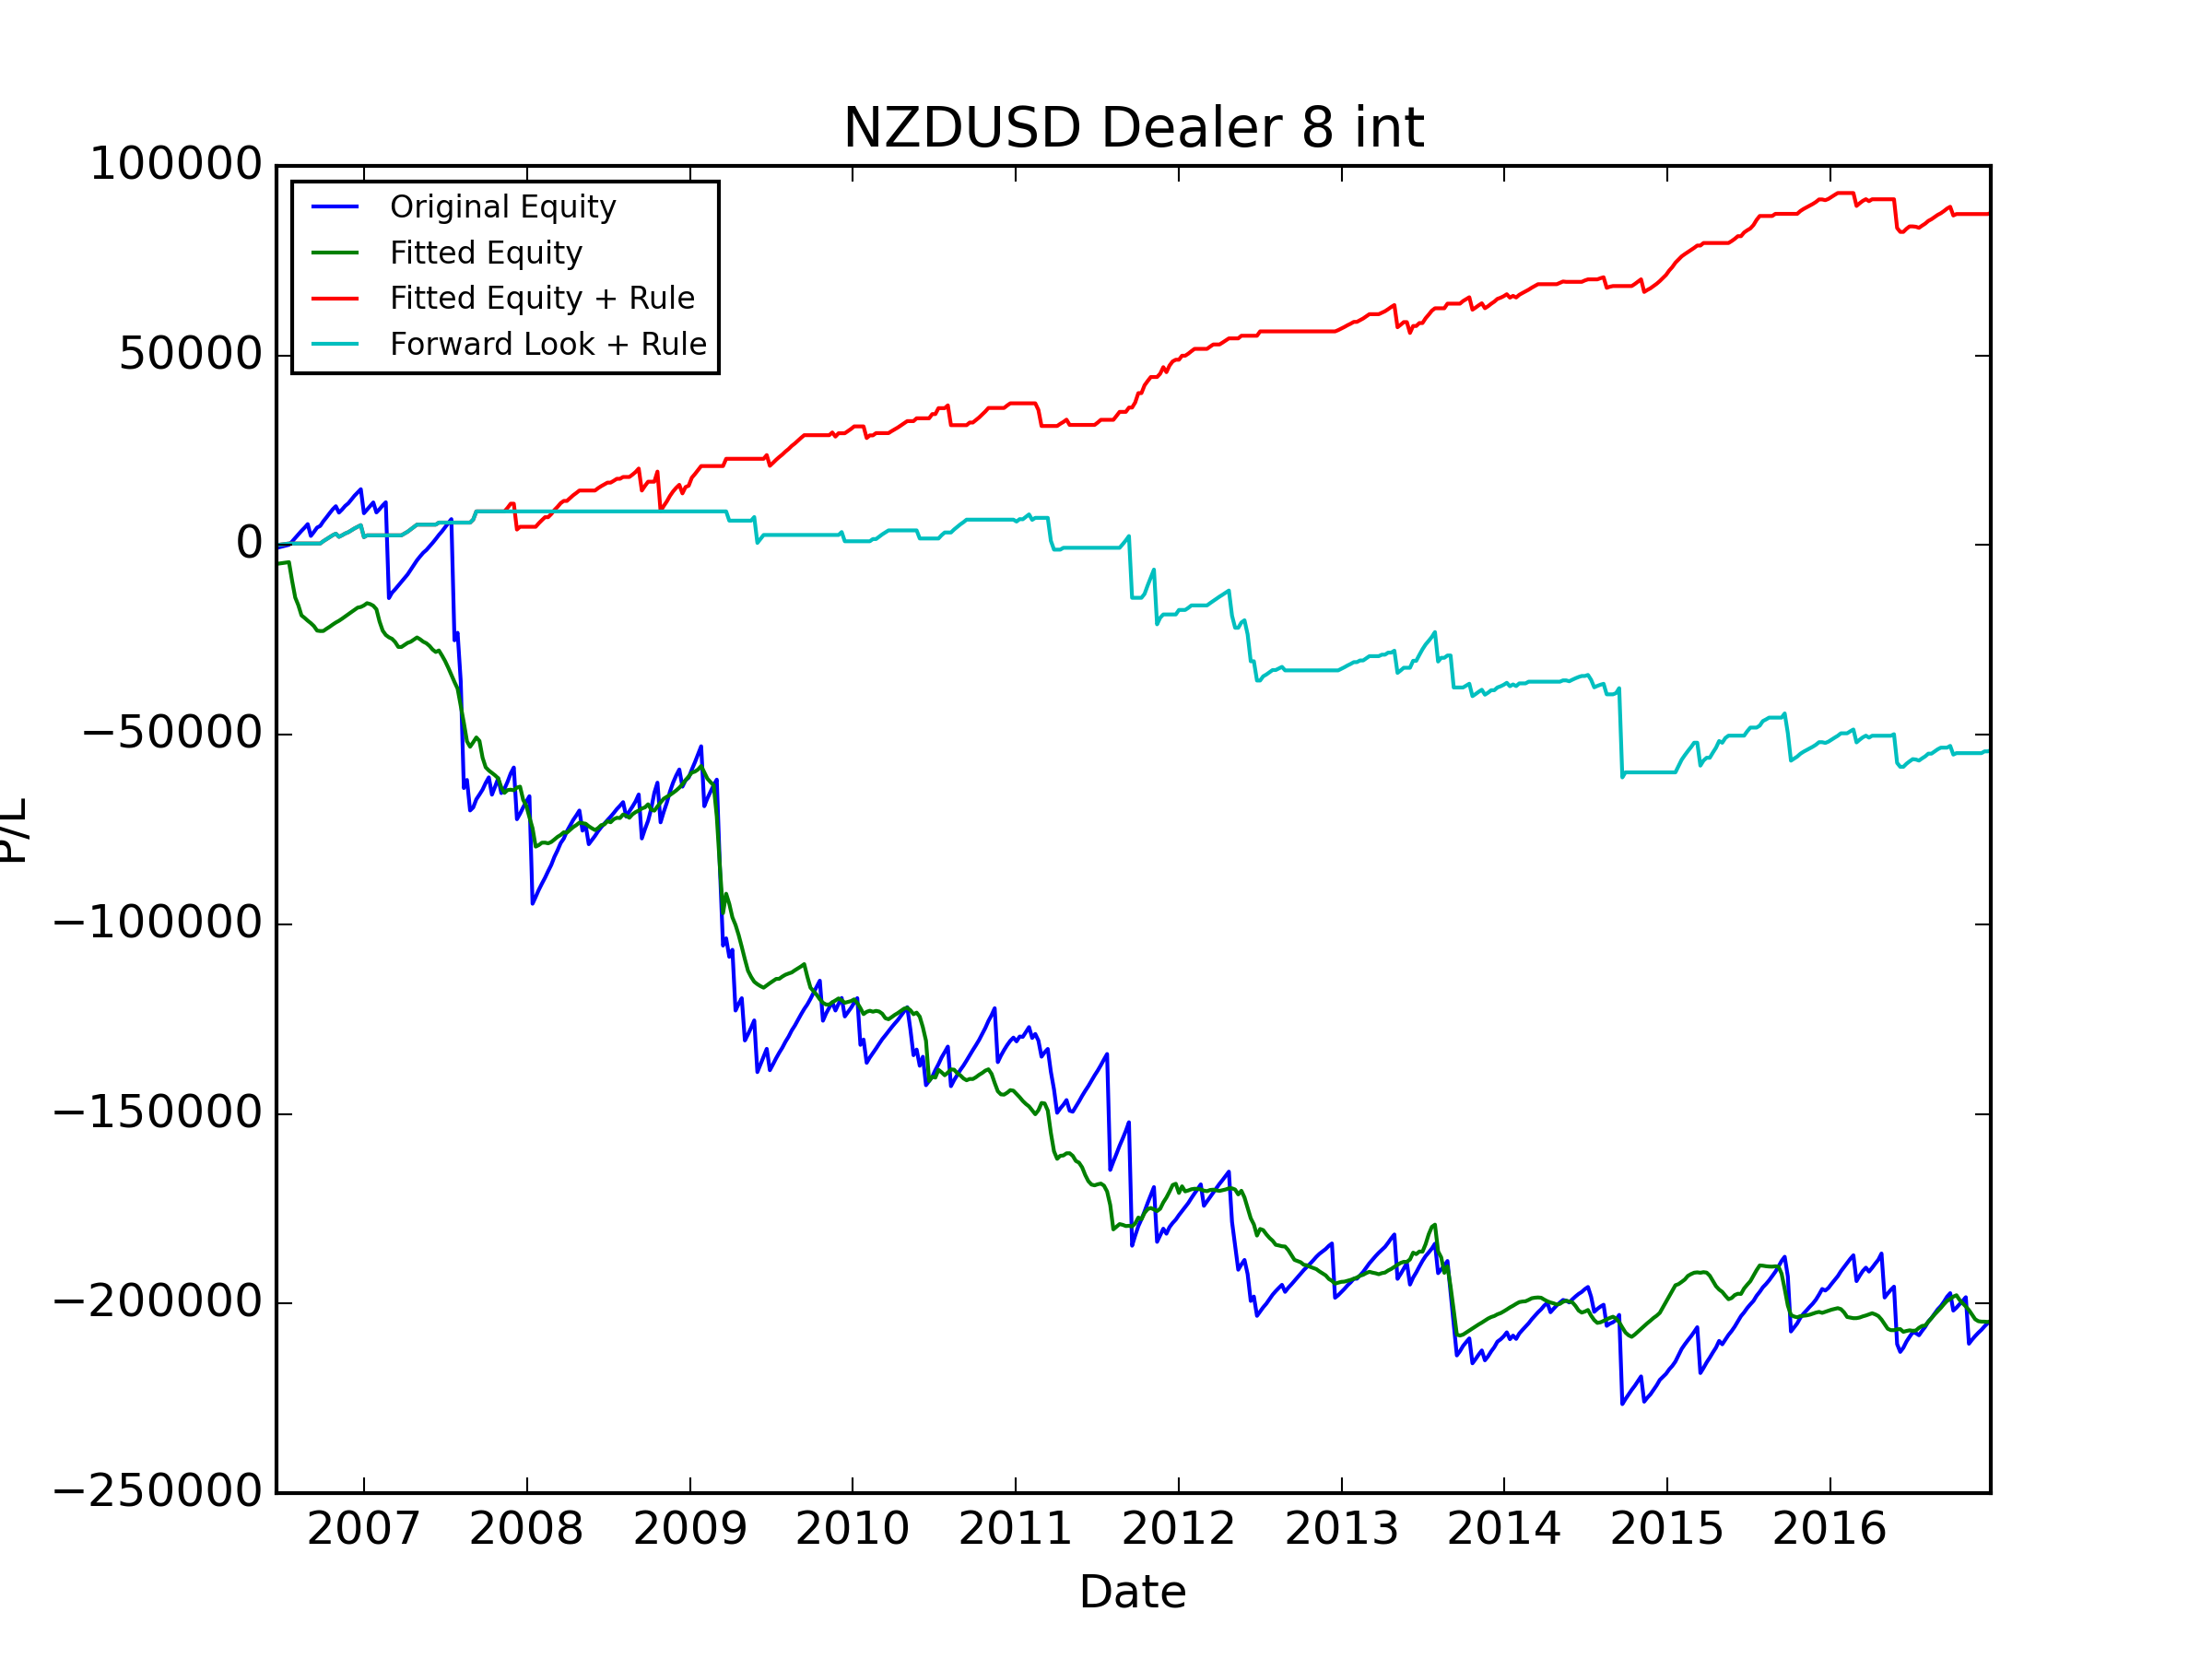 NZDUSD Dealer 8 int
100000
50000
0
−50000
−100000
−150000
−200000
−250000
P/L
Original Equity
Fitted Equity
Fitted Equity + Rule
Forward Look + Rule
2007 2008 2009 2010 2011 2012 2013 2014 2015 2016
Date